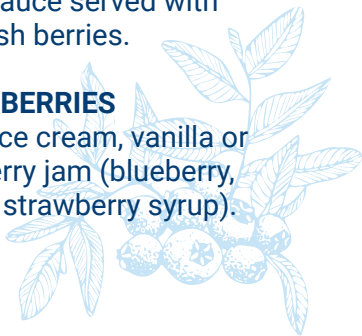 sauce served with
sh berries.
BERRIES
ce cream, vanilla or
erry jam (blueberry,
strawberry syrup).